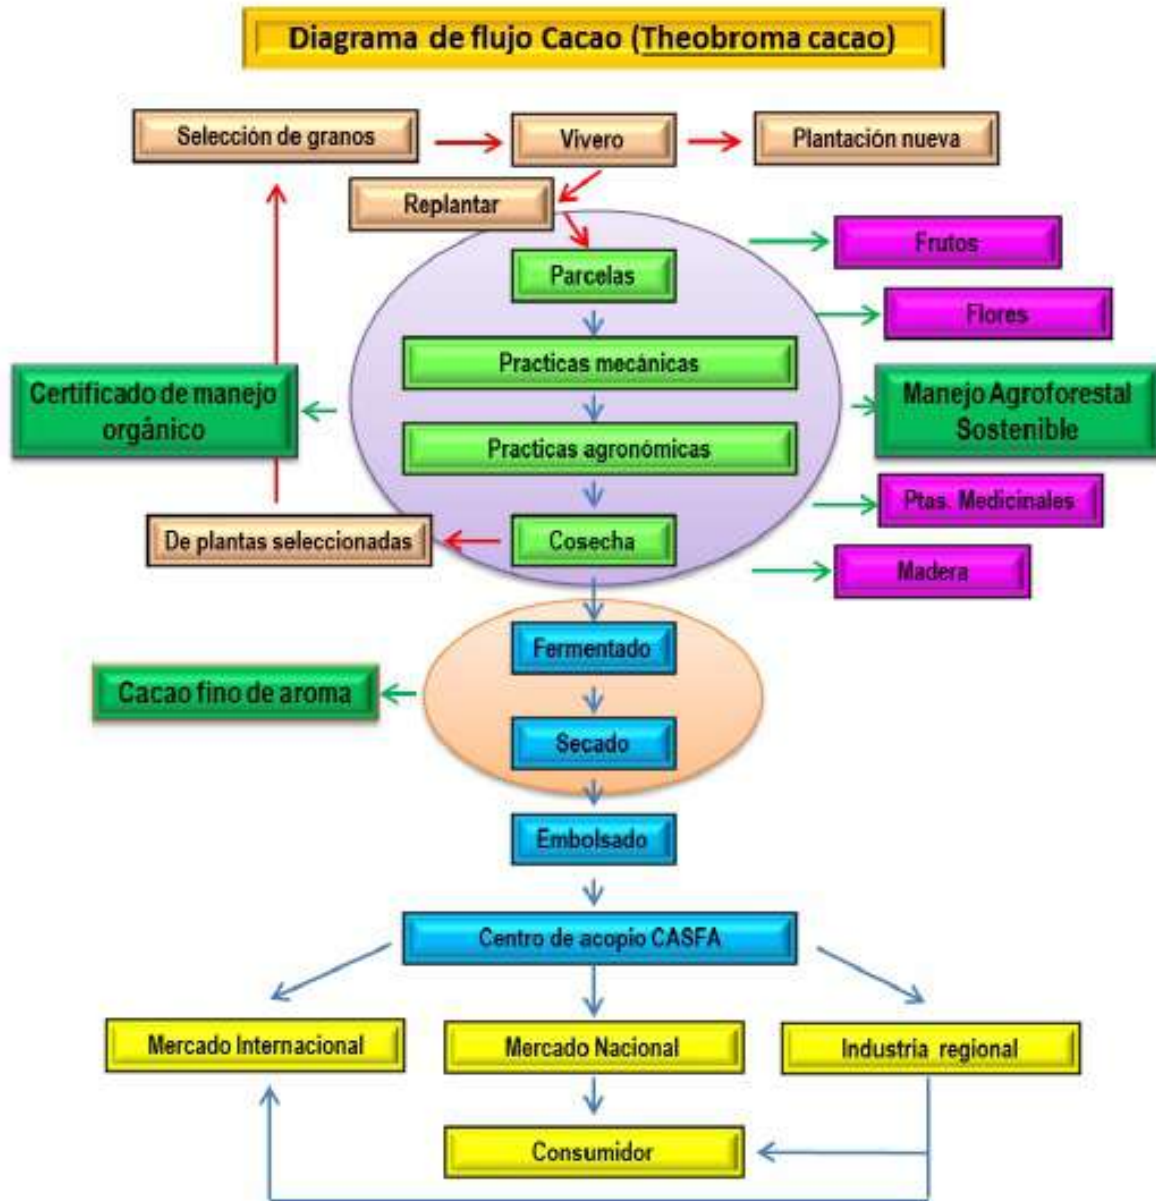 Diagrama de flujo Cacao (Theobroma cacao)
Selección de granos
Vivero
Plantación nueva
Replantar
Parcelas
Frutos
Flores
Practicas mecánicas
Certificado de manejo
orgánico
Manejo Agroforestal
Sostenible
Practicas agronómicas
Ptas. Medicinales
De plantas seleccionadas
Cosecha
Madera
Fermentado
Cacao fino de aroma
Secado
Embolsado
Centro de acopio CASFA
Mercado Internacional
Mercado Nacional
Industria regional
Consumidor